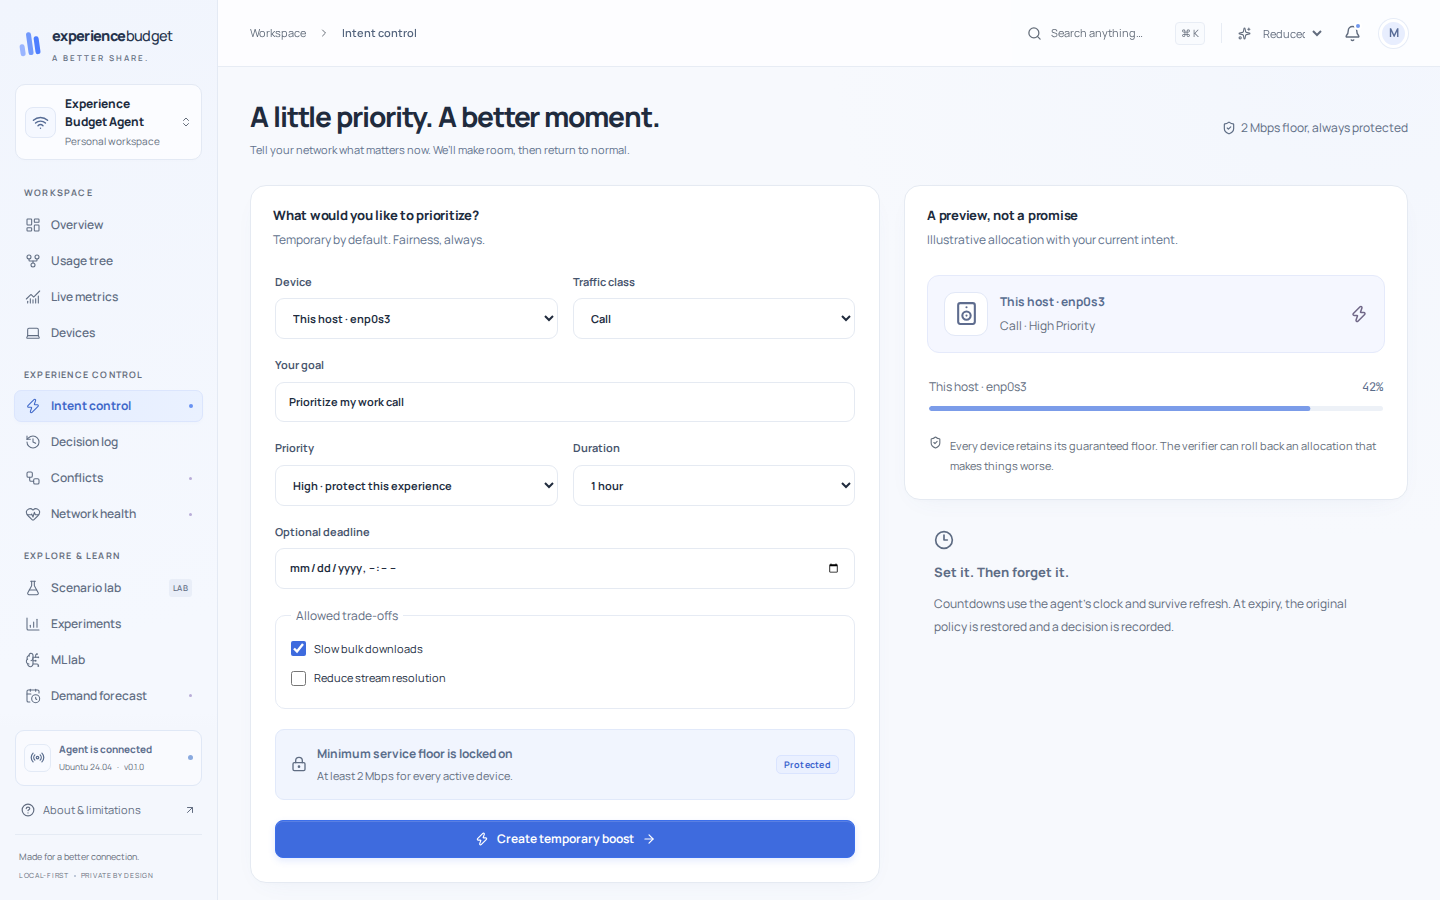 experiencebudget
A BETTER SHARE.
Experience
Budget Agent
Personal workspace
WORKSPACE
Overview
Usage tree
Live metrics
Devices
EXPERIENCE CONTROL
Intent control
Decision log
Conflicts
Network health
EXPLORE & LEARN
Scenario lab LAB
Experiments
ML lab
Demand forecast
Agent is connected
Ubuntu 24.04 · v0.1.0
About & limitations
Made for a better connection.
LOCAL-FIRST • PRIVATE BY DESIGN
Workspace > Intent control
Search anything... ⌘ K Reduced M
A little priority. A better moment.
Tell your network what matters now. We'll make room, then return to normal.
2 Mbps floor, always protected
What would you like to prioritize?
Temporary by default. Fairness, always.
Device Traffic class
This host · enp0s3 Call
Your goal
Prioritize my work call
Priority Duration
High · protect this experience 1 hour
Optional deadline
mm/dd/yyyy, --:-- --
Allowed trade-offs
Slow bulk downloads
Reduce stream resolution
Minimum service floor is locked on
At least 2 Mbps for every active device.
Protected
Create temporary boost →
A preview, not a promise
Illustrative allocation with your current intent.
This host · enp0s3
Call · High Priority
This host · enp0s3 42%
Every device retains its guaranteed floor. The verifier can roll back an allocation that
makes things worse.
Set it. Then forget it.
Countdowns use the agent's clock and survive refresh. At expiry, the original
policy is restored and a decision is recorded.